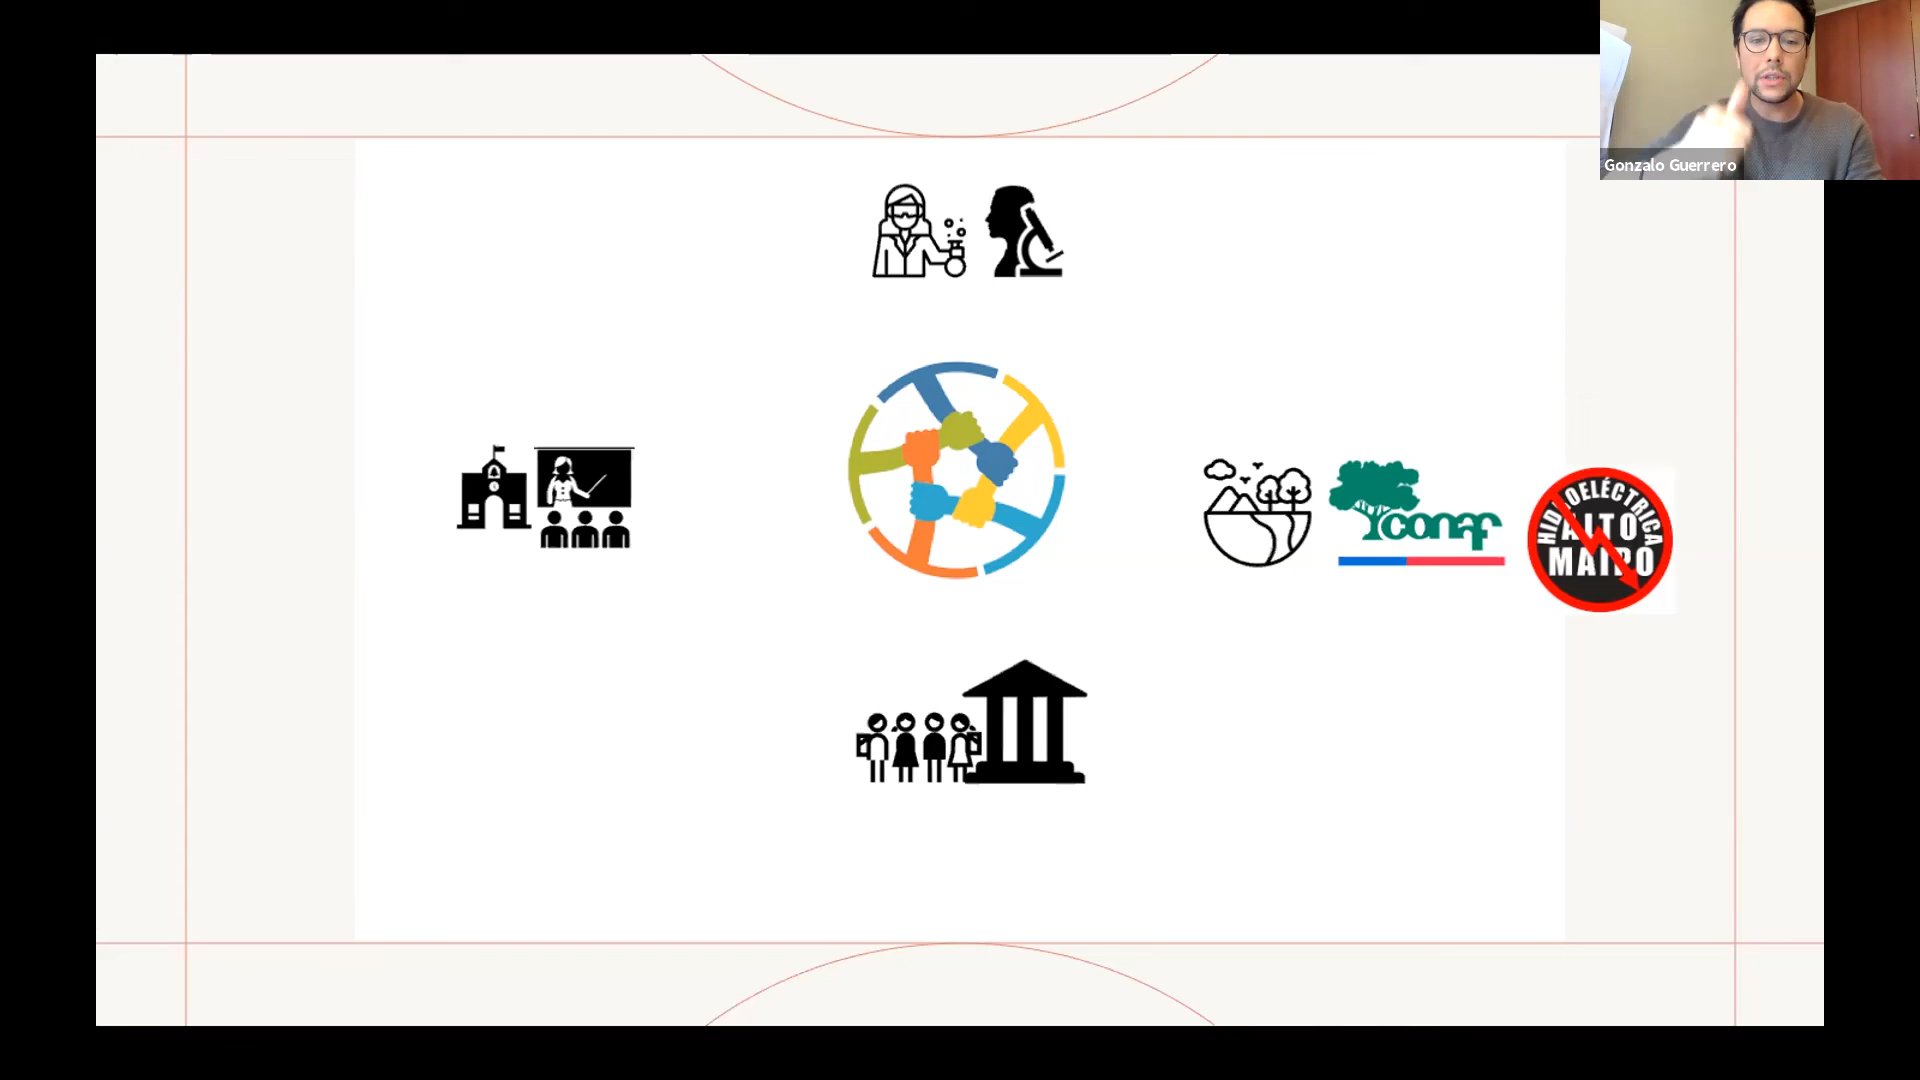 Gonzalo Guerrero
conaf
HIDROELÉCTRICA
ALTO
MAIPO